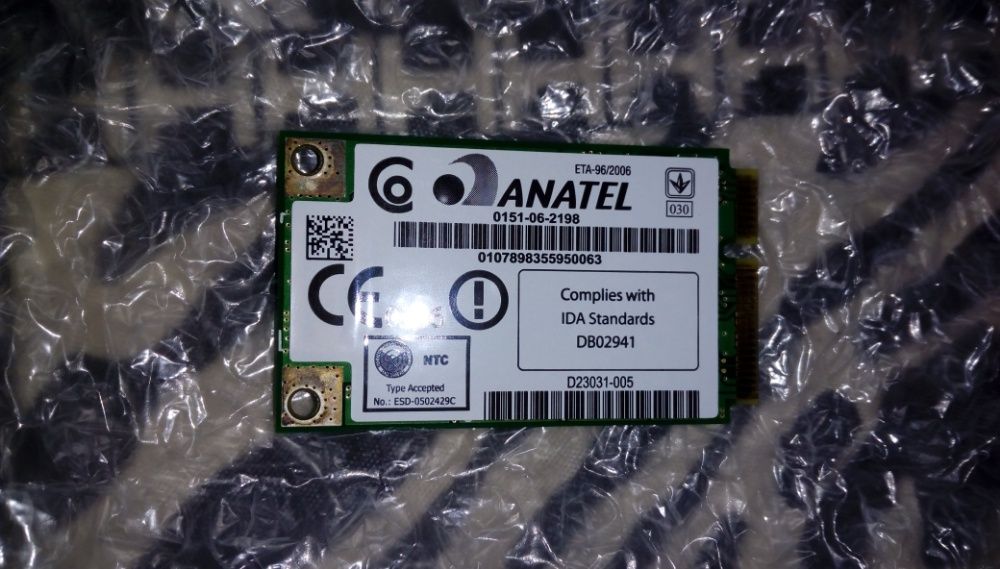 ETA-96/2006
ANATEL
030
0151-06-2198
0107898355950063
CE
Complies with
IDA Standards
DB02941
NTC
Type Accepted
No.: ESD-0502429C
D23031-005